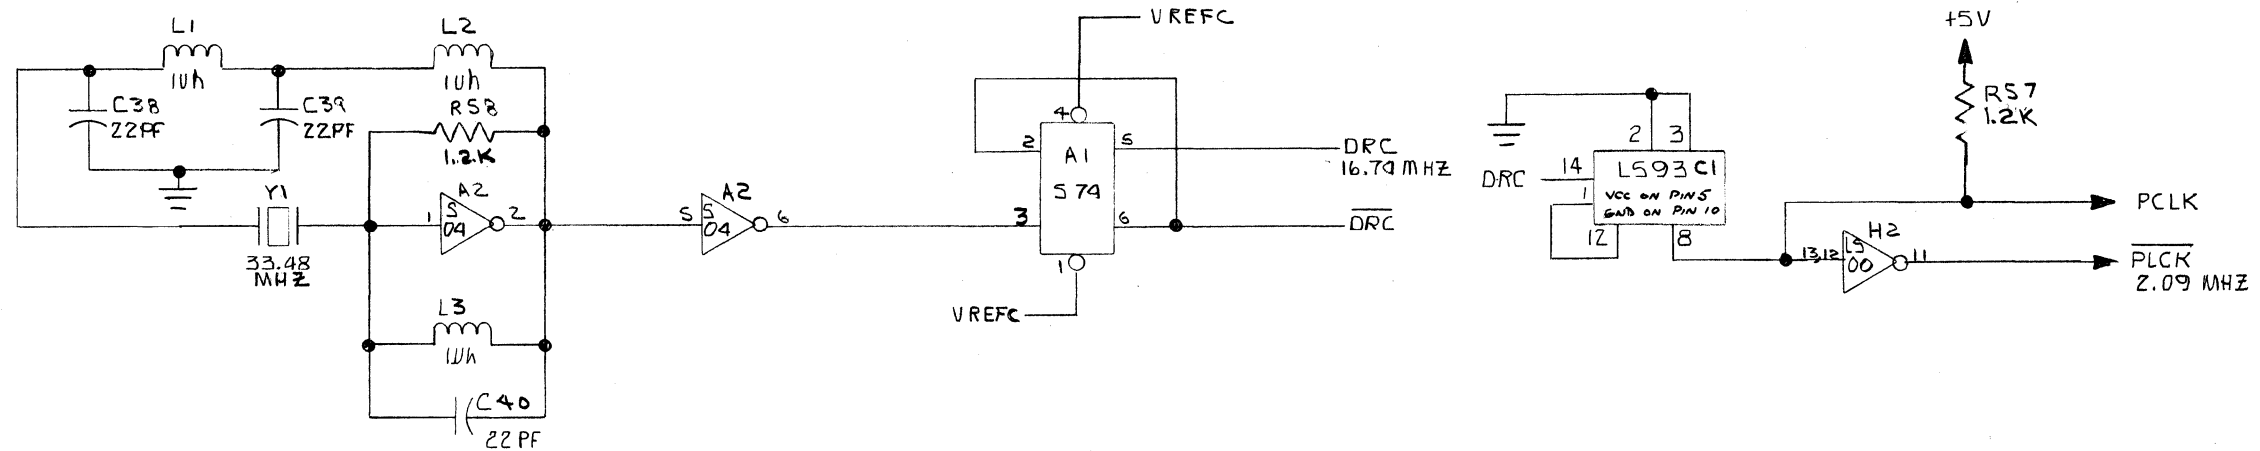 L1
1Uh
L2
1Uh
C38
22PF
C39
22PF
R58
1.2K
Y1
33.48
MHZ
1
A2
S
04
2
L3
1Uh
C40
22PF
5
A2
S
04
6
VREFC
4
2
A1
S74
5
3
6
1
VREFC
DRC
16.74 MHZ
DRC
2
3
14
DRC
1
LS93 C1
VCC ON PIN 5
GND ON PIN 10
12
8
+5V
R57
1.2K
PCLK
13,12
H2
LS
00
11
PLCK
2.09 MHZ